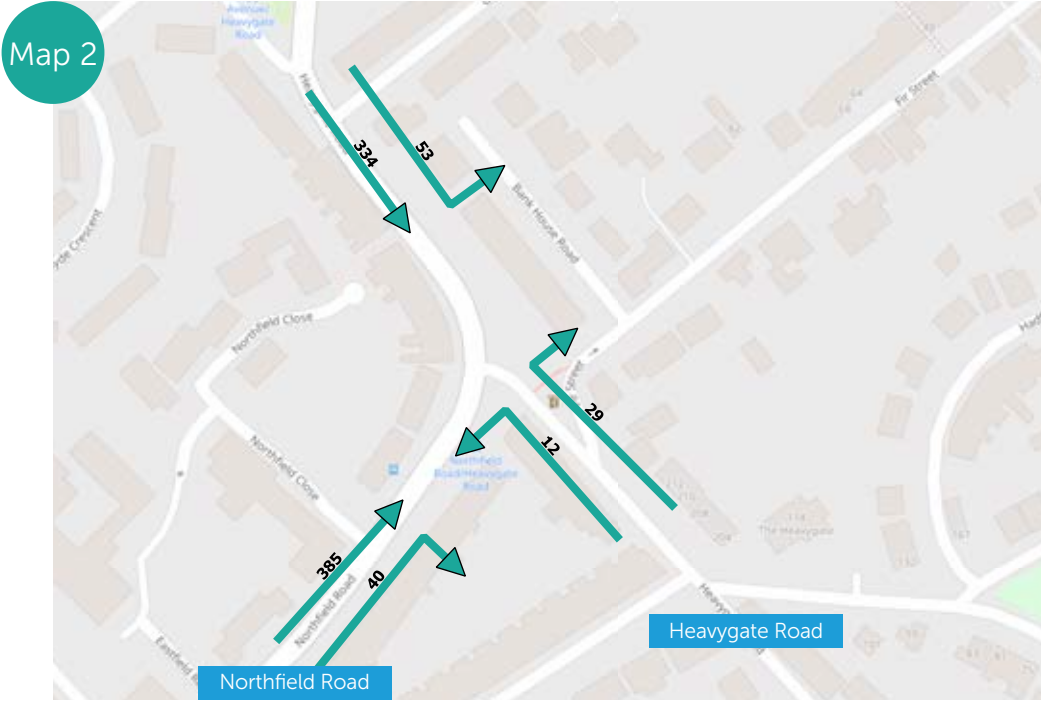 Map 2
Avenue/
Heavygate
Road
334
53
Fir Street
Bank House Road
Northfield Close
29
12
Northfield
Road/Heavygate
Road
Northfield Close
385
40
Northfield Road
204
The Heavygate
Heavygate Road
Northfield Road